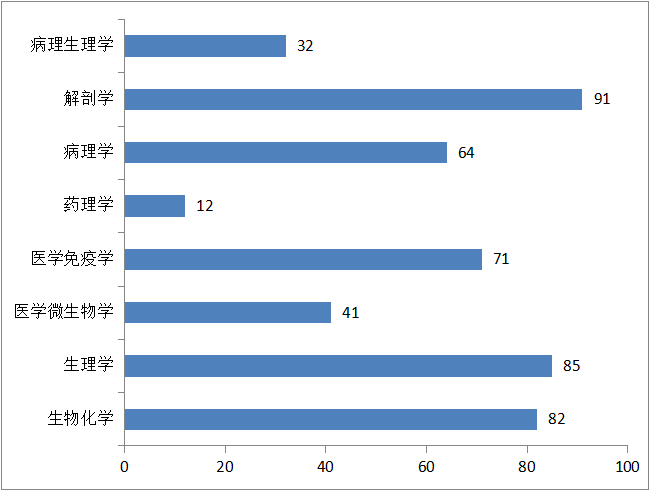 病理生理学 32
解剖学 91
病理学 64
药理学 12
医学免疫学 71
医学微生物学 41
生理学 85
生物化学 82
0 20 40 60 80 100